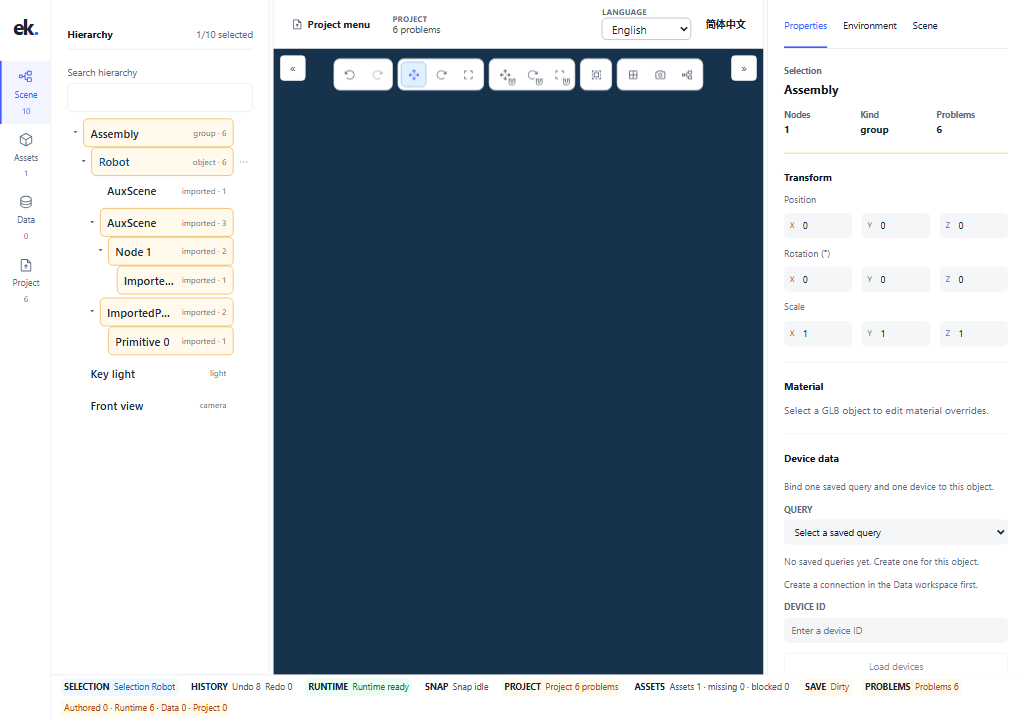 ek.
Scene
10
Assets
1
Data
0
Project
6
Hierarchy
1/10 selected
Search hierarchy
Assembly
group · 6
Robot
object · 6
···
AuxScene
imported · 1
AuxScene
imported · 3
Node 1
imported · 2
Importe...
imported · 1
ImportedP...
imported · 2
Primitive 0
imported · 1
Key light
light
Front view
camera
Project menu
PROJECT
6 problems
LANGUAGE
English
简体中文
«
»
Properties
Environment
Scene
Selection
Assembly
Nodes
Kind
Problems
1
group
6
Transform
Position
X 0
Y 0
Z 0
Rotation (°)
X 0
Y 0
Z 0
Scale
X 1
Y 1
Z 1
Material
Select a GLB object to edit material overrides.
Device data
Bind one saved query and one device to this object.
QUERY
Select a saved query
No saved queries yet. Create one for this object.
Create a connection in the Data workspace first.
DEVICE ID
Enter a device ID
Load devices
SELECTION Selection Robot HISTORY Undo 8 Redo 0 RUNTIME Runtime ready SNAP Snap idle PROJECT Project 6 problems ASSETS Assets 1 · missing 0 · blocked 0 SAVE Dirty PROBLEMS Problems 6
Authored 0 · Runtime 6 · Data 0 · Project 0